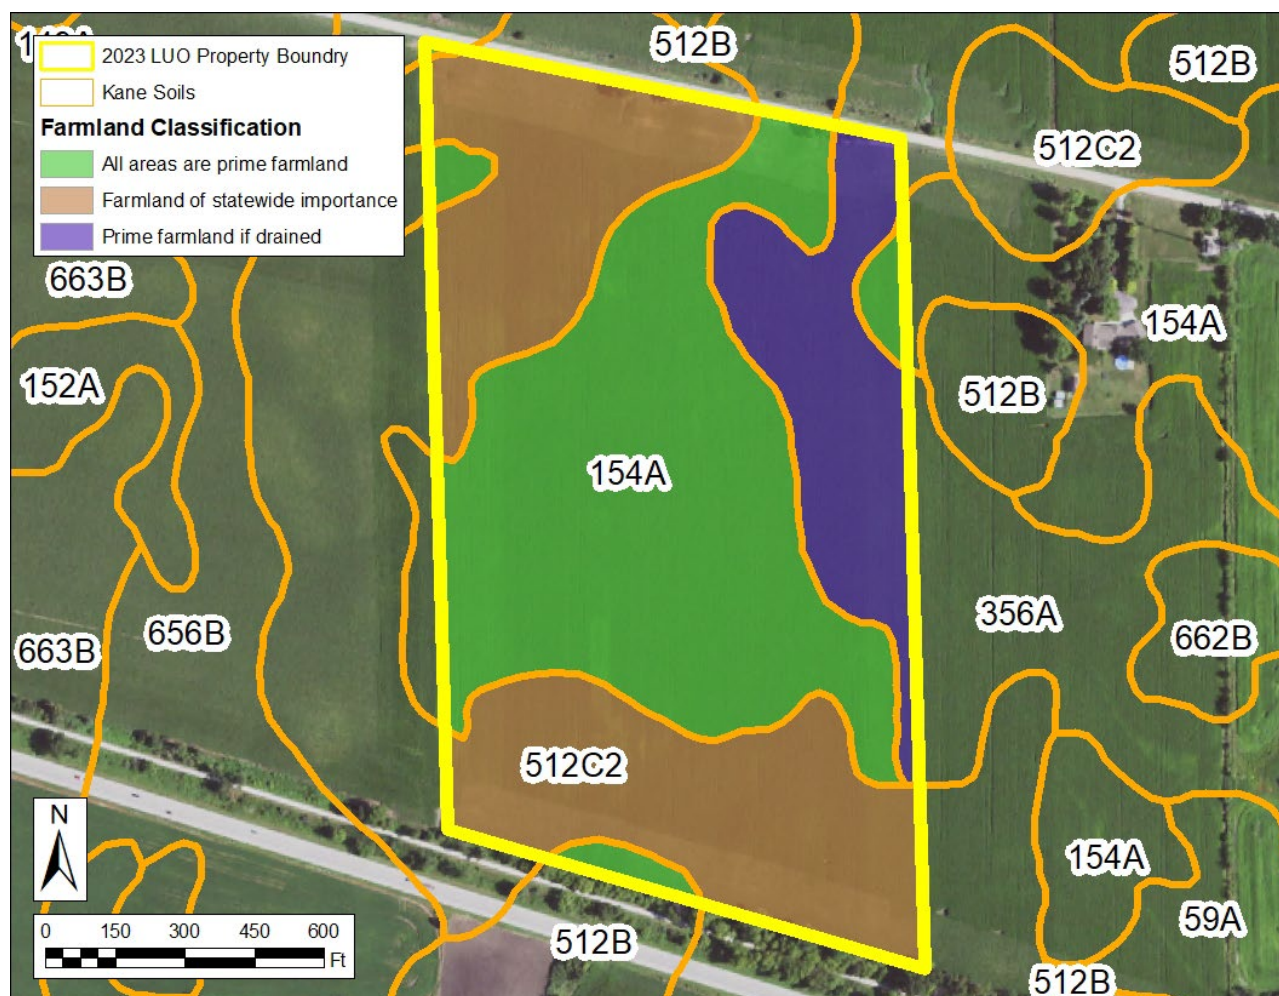 512B
512B
2023 LUO Property Boundry
Kane Soils
Farmland Classification
All areas are prime farmland
Farmland of statewide importance
Prime farmland if drained
512C2
663B
154A
152A
512B
154A
356A
656B
662B
663B
512C2
N
154A
0 150 300 450 600
Ft
59A
512B
512B